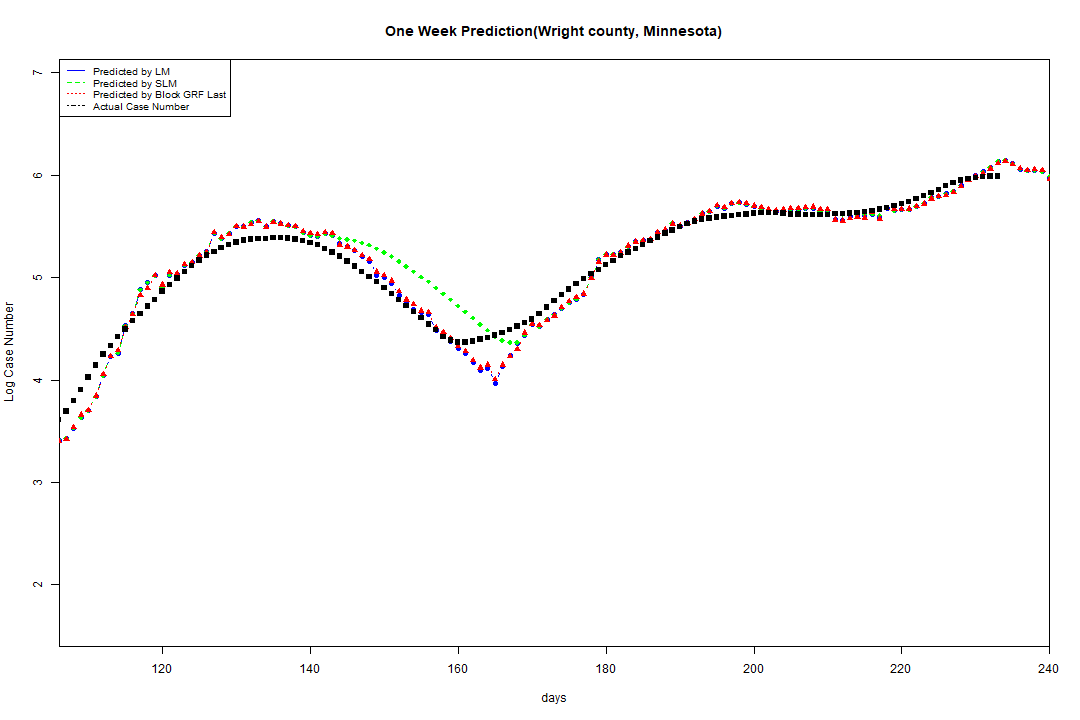 One Week Prediction(Wright county, Minnesota)
Predicted by LM
Predicted by SLM
Predicted by Block GRF Last
Actual Case Number
7
6
5
4
3
2
Log Case Number
120 140 160 180 200 220 240
days